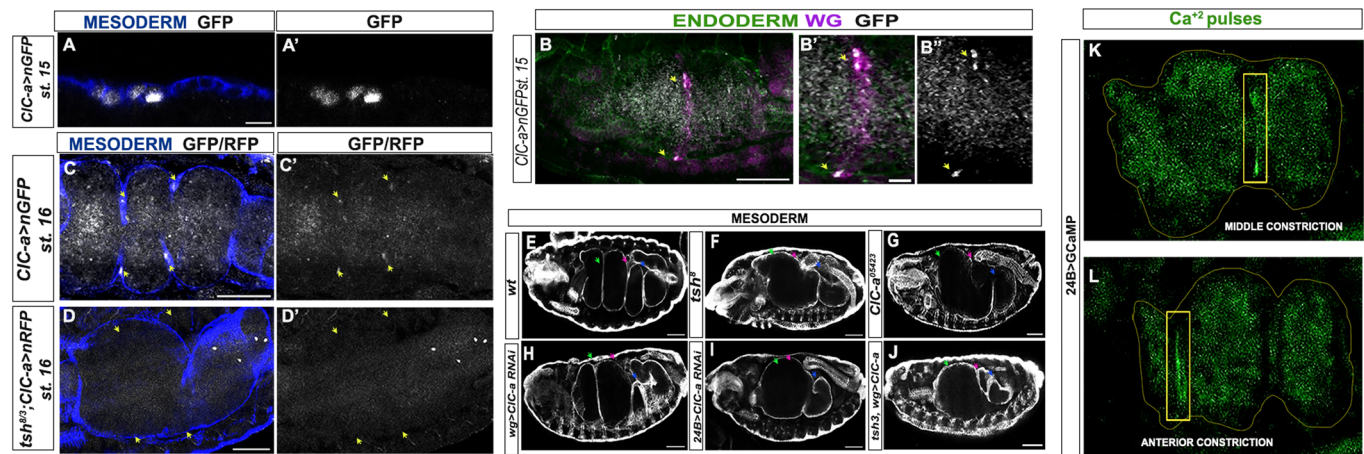 MESODERM GFP
GFP
ClC-a>nGFP
st. 15
A
A'
MESODERM GFP/RFP
GFP/RFP
ClC-a>nGFP
st. 16
C
C'
tsh8/3;ClC-a>nRFP
st. 16
D
D'
ENDODERM WG GFP
ClC-a>nGFPst. 15
B
B'
B''
MESODERM
wt
E
tsh8
F
ClC-a05423
G
wg>ClC-a RNAi
H
24B>ClC-a RNAi
I
tsh3, wg>ClC-a
J
Ca+2 pulses
24B>GCaMP
K
MIDDLE CONSTRICTION
L
ANTERIOR CONSTRICTION